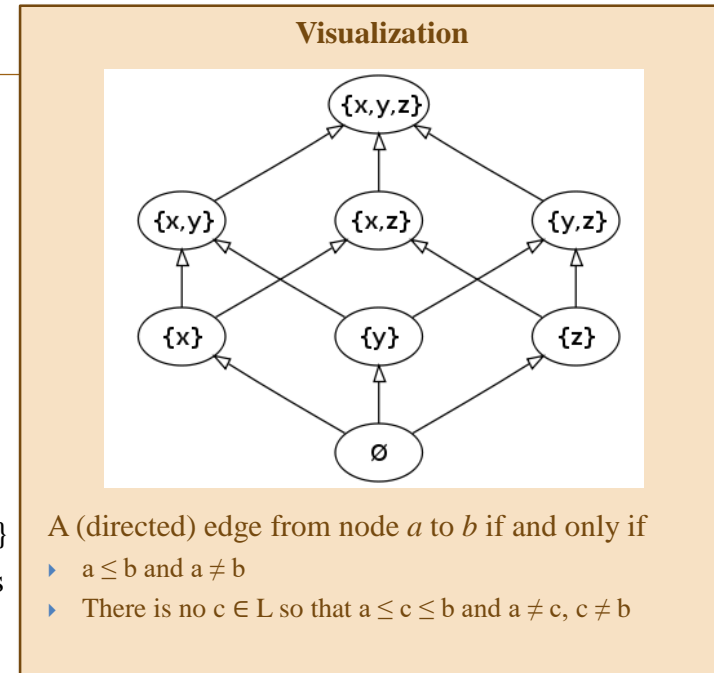 Visualization
{x,y,z}
{x,y} {x,z} {y,z}
{x} {y} {z}
Ø
}
s
A (directed) edge from node a to b if and only if
a ≤ b and a ≠ b
There is no c ∈ L so that a ≤ c ≤ b and a ≠ c, c ≠ b